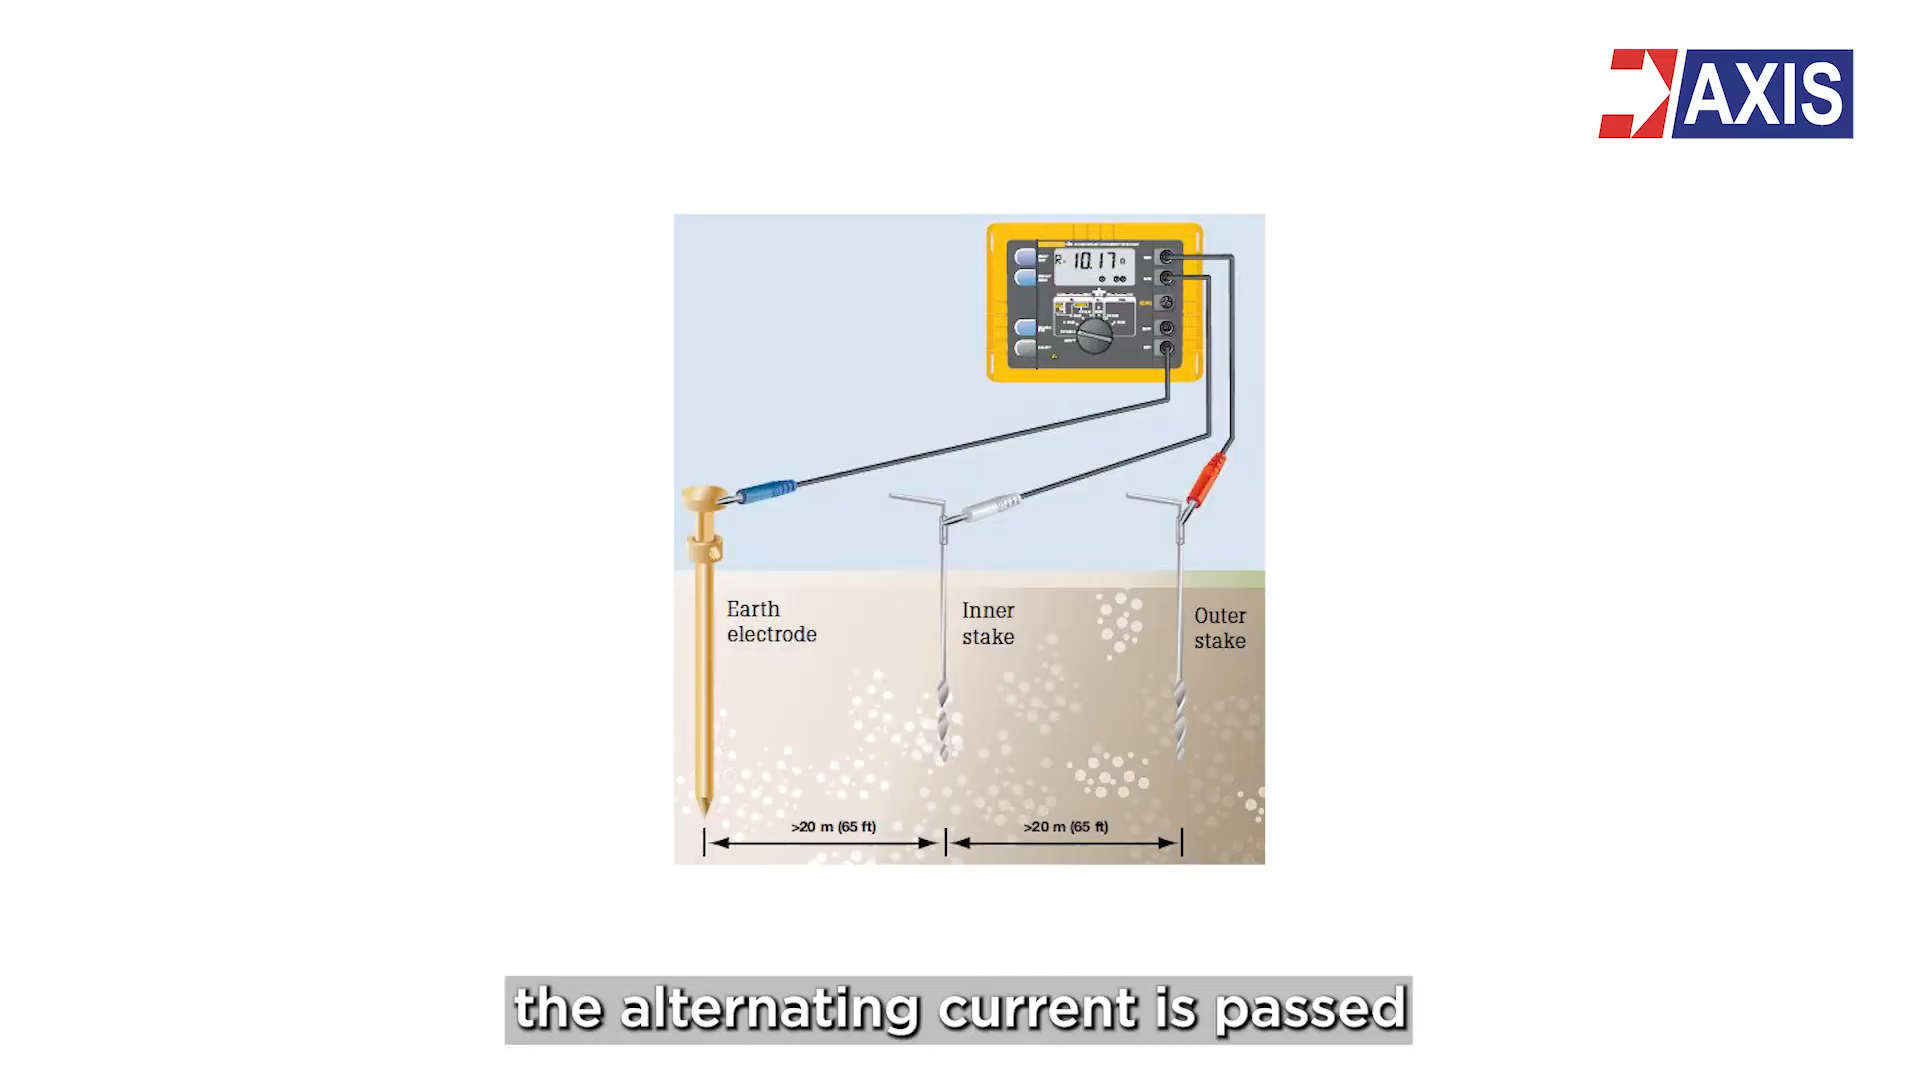 AXIS
R= 10.17 Ω
Earth
electrode
Inner
stake
Outer
stake
>20 m (65 ft)
>20 m (65 ft)
the alternating current is passed